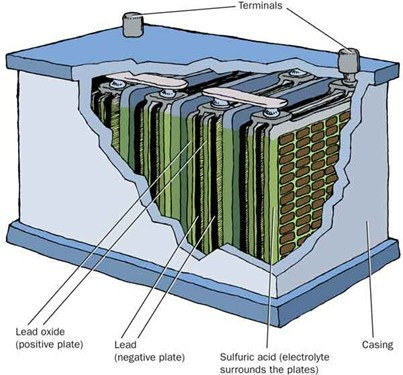 Terminals
Lead oxide
(positive plate)
Lead
(negative plate)
Sulfuric acid (electrolyte
surrounds the plates)
Casing